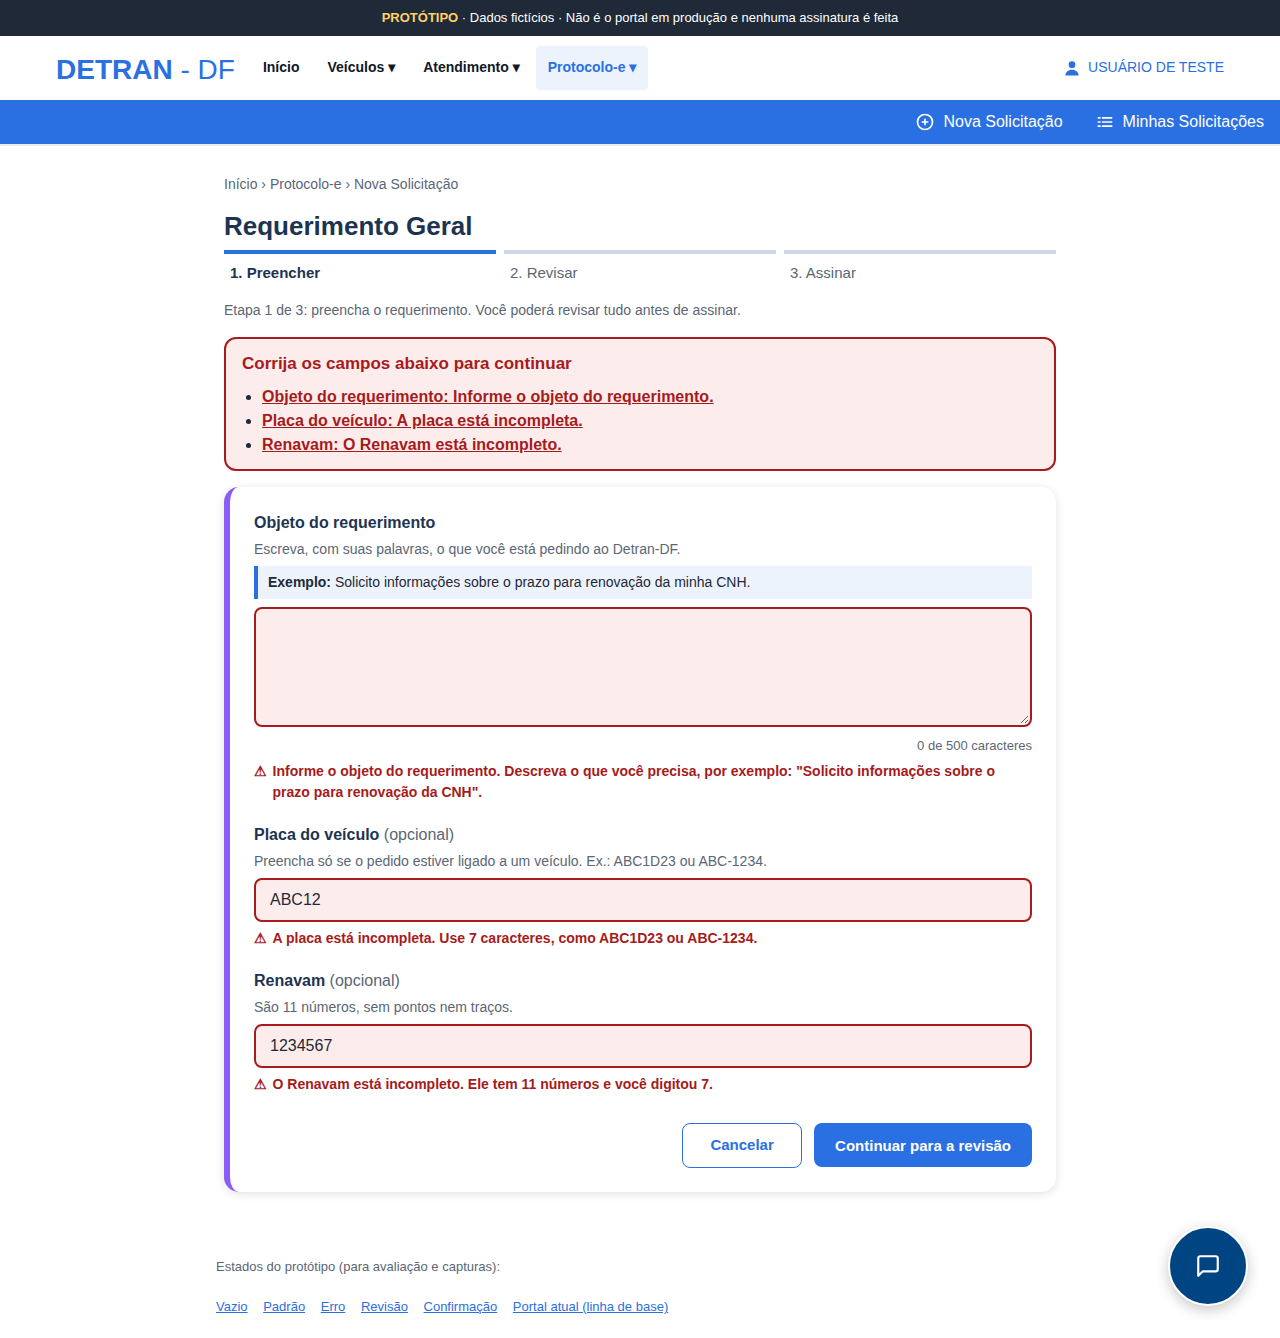 PROTÓTIPO · Dados fictícios · Não é o portal em produção e nenhuma assinatura é feita
DETRAN - DF Início Veículos ▾ Atendimento ▾ Protocolo-e ▾ USUÁRIO DE TESTE
Nova Solicitação Minhas Solicitações
Início › Protocolo-e › Nova Solicitação
Requerimento Geral
1. Preencher 2. Revisar 3. Assinar
Etapa 1 de 3: preencha o requerimento. Você poderá revisar tudo antes de assinar.
Corrija os campos abaixo para continuar
• Objeto do requerimento: Informe o objeto do requerimento.
• Placa do veículo: A placa está incompleta.
• Renavam: O Renavam está incompleto.
Objeto do requerimento
Escreva, com suas palavras, o que você está pedindo ao Detran-DF.
Exemplo: Solicito informações sobre o prazo para renovação da minha CNH.
0 de 500 caracteres
⚠ Informe o objeto do requerimento. Descreva o que você precisa, por exemplo: "Solicito informações sobre o
prazo para renovação da CNH".
Placa do veículo (opcional)
Preencha só se o pedido estiver ligado a um veículo. Ex.: ABC1D23 ou ABC-1234.
ABC12
⚠ A placa está incompleta. Use 7 caracteres, como ABC1D23 ou ABC-1234.
Renavam (opcional)
São 11 números, sem pontos nem traços.
1234567
⚠ O Renavam está incompleto. Ele tem 11 números e você digitou 7.
Cancelar Continuar para a revisão
Estados do protótipo (para avaliação e capturas):
Vazio Padrão Erro Revisão Confirmação Portal atual (linha de base)